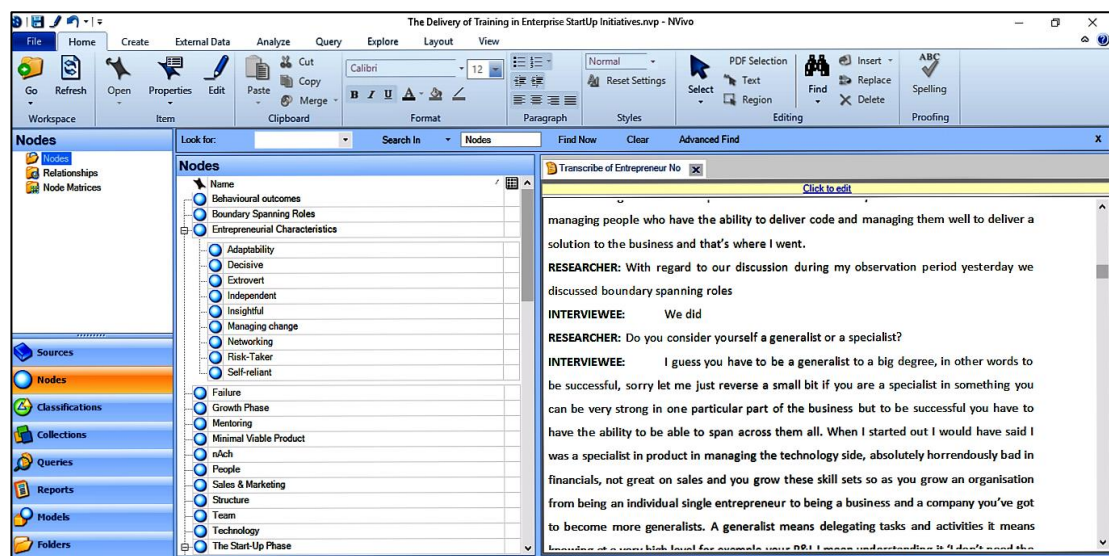 The Delivery of Training in Enterprise StartUp Initiatives.nvp - NVivo
File Home Create External Data Analyze Query Explore Layout View
Go Refresh Open Properties Edit Paste Cut Copy Merge
Calibri 12
B I U A
Normal
Reset Settings
Select PDF Selection Text Region Find Insert Replace Delete
ABC
Spelling
Workspace Item Clipboard Format Paragraph Styles Editing Proofing
Nodes
Nodes
Relationships
Node Matrices
Sources
Nodes
Classifications
Collections
Queries
Reports
Models
Folders
Look for: Search In Nodes Find Now Clear Advanced Find X
Nodes
Name
Behavioural outcomes
Boundary Spanning Roles
Entrepreneurial Characteristics
Adaptability
Decisive
Extrovert
Independent
Insightful
Managing change
Networking
Risk-Taker
Self-reliant
Failure
Growth Phase
Mentoring
Minimal Viable Product
nAch
People
Sales & Marketing
Structure
Team
Technology
The Start-Up Phase
Transcribe of Entrepreneur No
Click to edit
managing people who have the ability to deliver code and managing them well to deliver a
solution to the business and that's where I went.
RESEARCHER: With regard to our discussion during my observation period yesterday we
discussed boundary spanning roles
INTERVIEWEE: We did
RESEARCHER: Do you consider yourself a generalist or a specialist?
INTERVIEWEE: I guess you have to be a generalist to a big degree, in other words to
be successful, sorry let me just reverse a small bit if you are a specialist in something you
can be very strong in one particular part of the business but to be successful you have to
have the ability to be able to span across them all. When I started out I would have said I
was a specialist in product in managing the technology side, absolutely horrendously bad in
financials, not great on sales and you grow these skill sets so as you grow an organisation
from being an individual single entrepreneur to being a business and a company you've got
to become more generalists. A generalist means delegating tasks and activities it means
knowing at a very high level for example your P&L I mean understanding it 'I don't need the